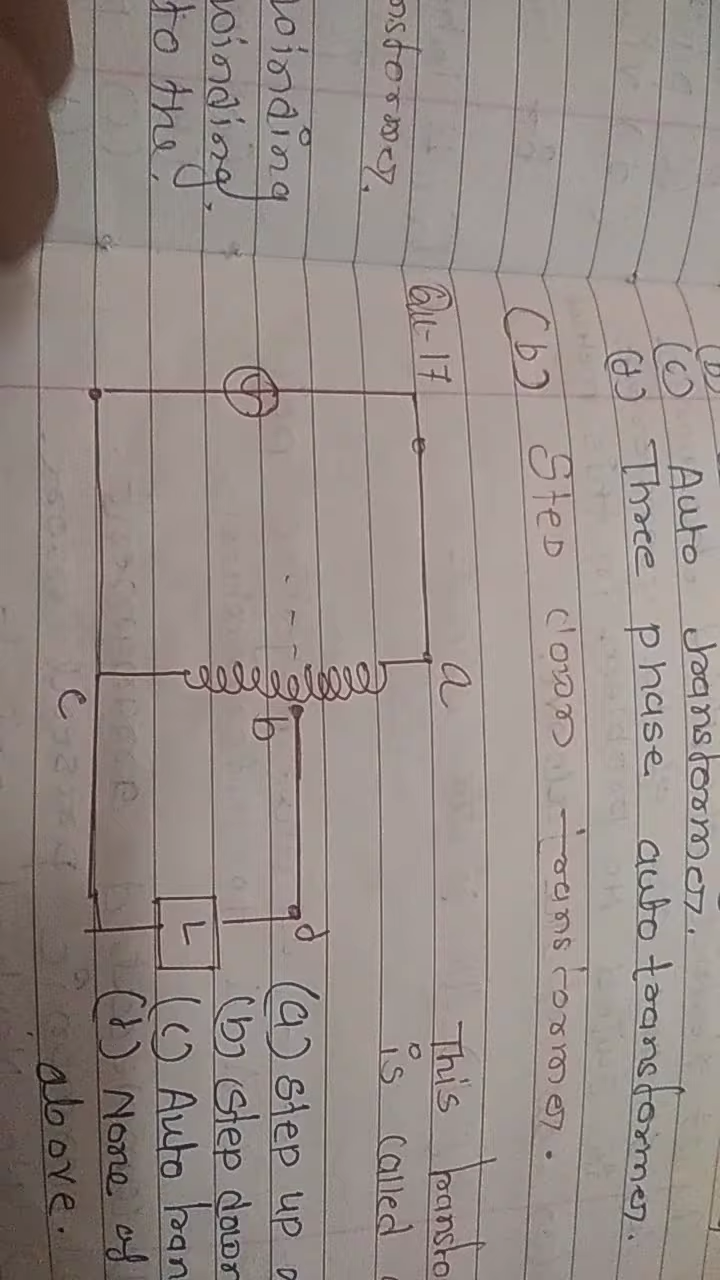 nsformer.
winding
winding,
to the.
(c) Auto transformer.
(d) Three phase auto transformer.
(b) Step down transformer.
Qu-17
a
b
c
d
L
This transfo
is called
(a) Step up
(b) Step down
(c) Auto tran
(d) None of
above.